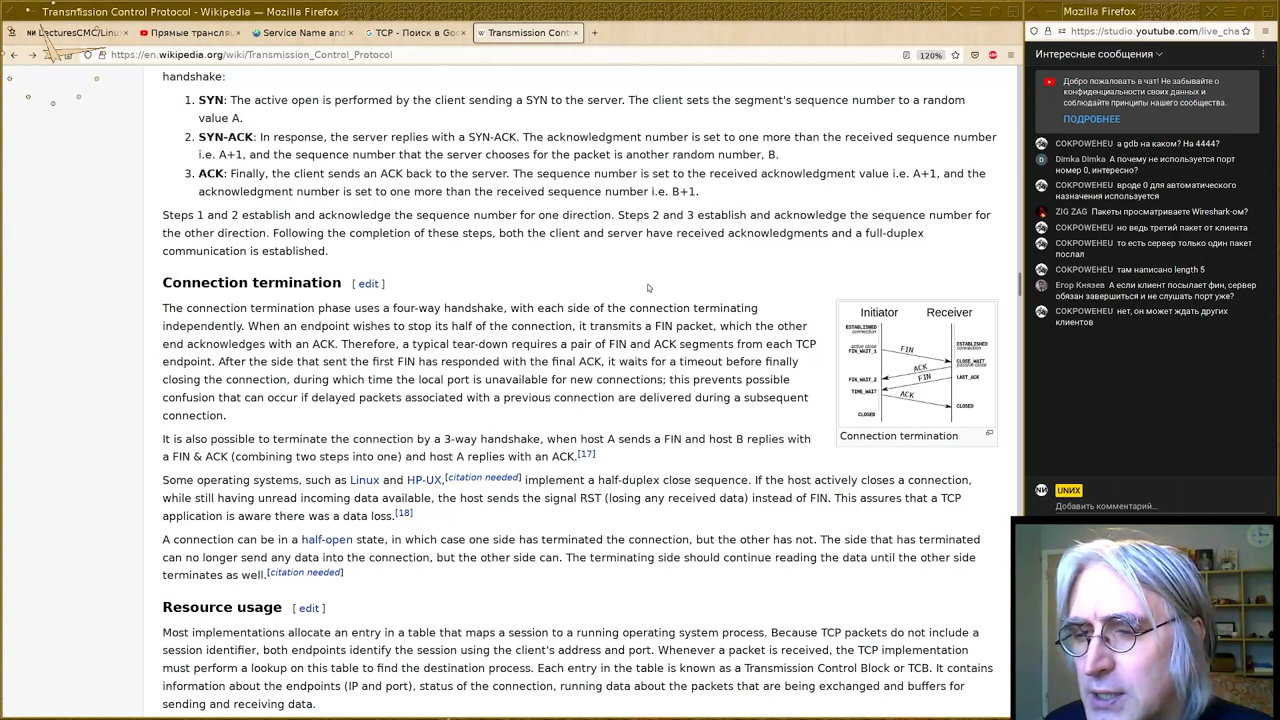 Transmission Control Protocol - Wikipedia — Mozilla Firefox
LecturesCMC/Linux
Прямые трансля
Service Name and
TCP - Поиск в Goo
Transmission Cont
https://en.wikipedia.org/wiki/Transmission_Control_Protocol
120%
handshake:
1. SYN: The active open is performed by the client sending a SYN to the server. The client sets the segment's sequence number to a random
value A.
2. SYN-ACK: In response, the server replies with a SYN-ACK. The acknowledgment number is set to one more than the received sequence number
i.e. A+1, and the sequence number that the server chooses for the packet is another random number, B.
3. ACK: Finally, the client sends an ACK back to the server. The sequence number is set to the received acknowledgment value i.e. A+1, and the
acknowledgment number is set to one more than the received sequence number i.e. B+1.
Steps 1 and 2 establish and acknowledge the sequence number for one direction. Steps 2 and 3 establish and acknowledge the sequence number for
the other direction. Following the completion of these steps, both the client and server have received acknowledgments and a full-duplex
communication is established.
Connection termination [ edit ]
The connection termination phase uses a four-way handshake, with each side of the connection terminating
independently. When an endpoint wishes to stop its half of the connection, it transmits a FIN packet, which the other
end acknowledges with an ACK. Therefore, a typical tear-down requires a pair of FIN and ACK segments from each TCP
endpoint. After the side that sent the first FIN has responded with the final ACK, it waits for a timeout before finally
closing the connection, during which time the local port is unavailable for new connections; this prevents possible
confusion that can occur if delayed packets associated with a previous connection are delivered during a subsequent
connection.
It is also possible to terminate the connection by a 3-way handshake, when host A sends a FIN and host B replies with
a FIN & ACK (combining two steps into one) and host A replies with an ACK.[17]
Some operating systems, such as Linux and HP-UX,[citation needed] implement a half-duplex close sequence. If the host actively closes a connection,
while still having unread incoming data available, the host sends the signal RST (losing any received data) instead of FIN. This assures that a TCP
application is aware there was a data loss.[18]
A connection can be in a half-open state, in which case one side has terminated the connection, but the other has not. The side that has terminated
can no longer send any data into the connection, but the other side can. The terminating side should continue reading the data until the other side
terminates as well.[citation needed]
Resource usage [ edit ]
Most implementations allocate an entry in a table that maps a session to a running operating system process. Because TCP packets do not include a
session identifier, both endpoints identify the session using the client's address and port. Whenever a packet is received, the TCP implementation
must perform a lookup on this table to find the destination process. Each entry in the table is known as a Transmission Control Block or TCB. It contains
information about the endpoints (IP and port), status of the connection, running data about the packets that are being exchanged and buffers for
sending and receiving data.
Initiator Receiver
ESTABLISHED
connection
active close
FIN_WAIT_1
FIN
ESTABLISHED
connection
CLOSE_WAIT
passive close
ACK
FIN
LAST_ACK
FIN_WAIT_2
TIME_WAIT
ACK
CLOSED
CLOSED
Connection termination
Mozilla Firefox
https://studio.youtube.com/live_cha
Интересные сообщения
Добро пожаловать в чат! Не забывайте о
конфиденциальности своих данных и
соблюдайте принципы нашего сообщества.
ПОДРОБНЕЕ
COKPOWEHEU а gdb на каком? На 4444?
Dimka Dimka А почему не используется порт
номер 0, интересно?
COKPOWEHEU вроде 0 для автоматического
назначения используется
ZIG ZAG Пакеты просматриваете Wireshark-ом?
COKPOWEHEU но ведь третий пакет от клиента
COKPOWEHEU то есть сервер только один пакет
послал
COKPOWEHEU там написано length 5
Егор Князев А если клиент посылает фин, сервер
обязан завершиться и не слушать порт уже?
COKPOWEHEU нет, он может ждать других
клиентов
UNИX
Добавить комментарий...